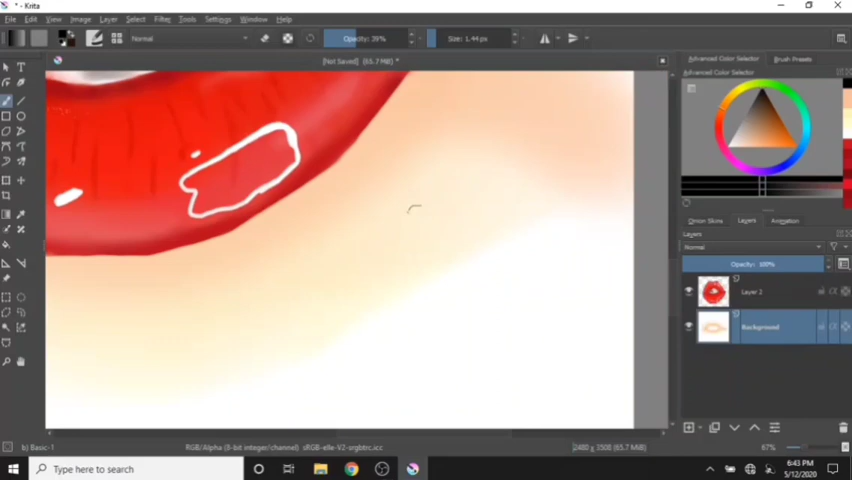 * - Krita
File Edit View Image Layer Select Filter Tools Settings Window Help
Normal Opacity: 39% Size: 1.44 px
[Not Saved] (65.7 MiB) *
Advanced Color Selector Brush Presets
Advanced Color Selector
Onion Skins Layers Animation
Layers
Normal
Opacity: 100%
Layer 2
Background
b) Basic-1 RGB/Alpha (8-bit integer/channel) sRGB-elle-V2-srgbtrc.icc 2480 x 3508 (65.7 MiB) 67%
Type here to search
6:43 PM
5/12/2020